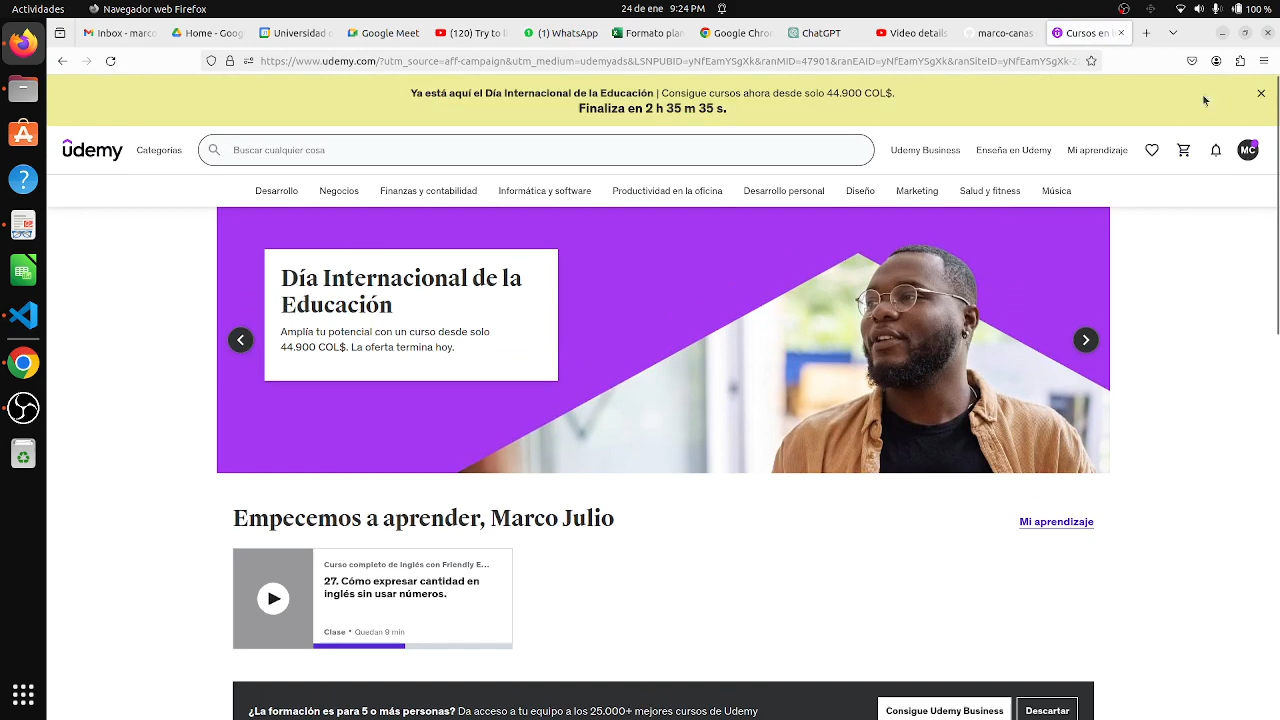 Actividades
Navegador web Firefox
24 de ene 9:24 PM
100 %
Inbox - marco
Home - Goog
Universidad d
Google Meet
(120) Try to l
(1) WhatsApp
Formato plan
Google Chro
ChatGPT
Video details
marco-canas
Cursos en l
https://www.udemy.com/?utm_source=aff-campaign&utm_medium=udemyads&LSNPUBID=yNfEamYSgXk&ranMID=47901&ranEAID=yNfEamYSgXk&ranSiteID=yNfEamYSgXk-
Ya está aquí el Día Internacional de la Educación | Consigue cursos ahora desde solo 44.900 COL$.
Finaliza en 2 h 35 m 35 s.
ûdemy
Categorías
Buscar cualquier cosa
Udemy Business
Enseña en Udemy
Mi aprendizaje
MC
Desarrollo
Negocios
Finanzas y contabilidad
Informática y software
Productividad en la oficina
Desarrollo personal
Diseño
Marketing
Salud y fitness
Música
Día Internacional de la
Educación
Amplía tu potencial con un curso desde solo
44.900 COL$. La oferta termina hoy.
Empecemos a aprender, Marco Julio
Mi aprendizaje
Curso completo de inglés con Friendly E...
27. Cómo expresar cantidad en
inglés sin usar números.
Clase • Quedan 9 min
¿La formación es para 5 o más personas? Da acceso a tu equipo a los 25.000+ mejores cursos de Udemy
Consigue Udemy Business
Descartar